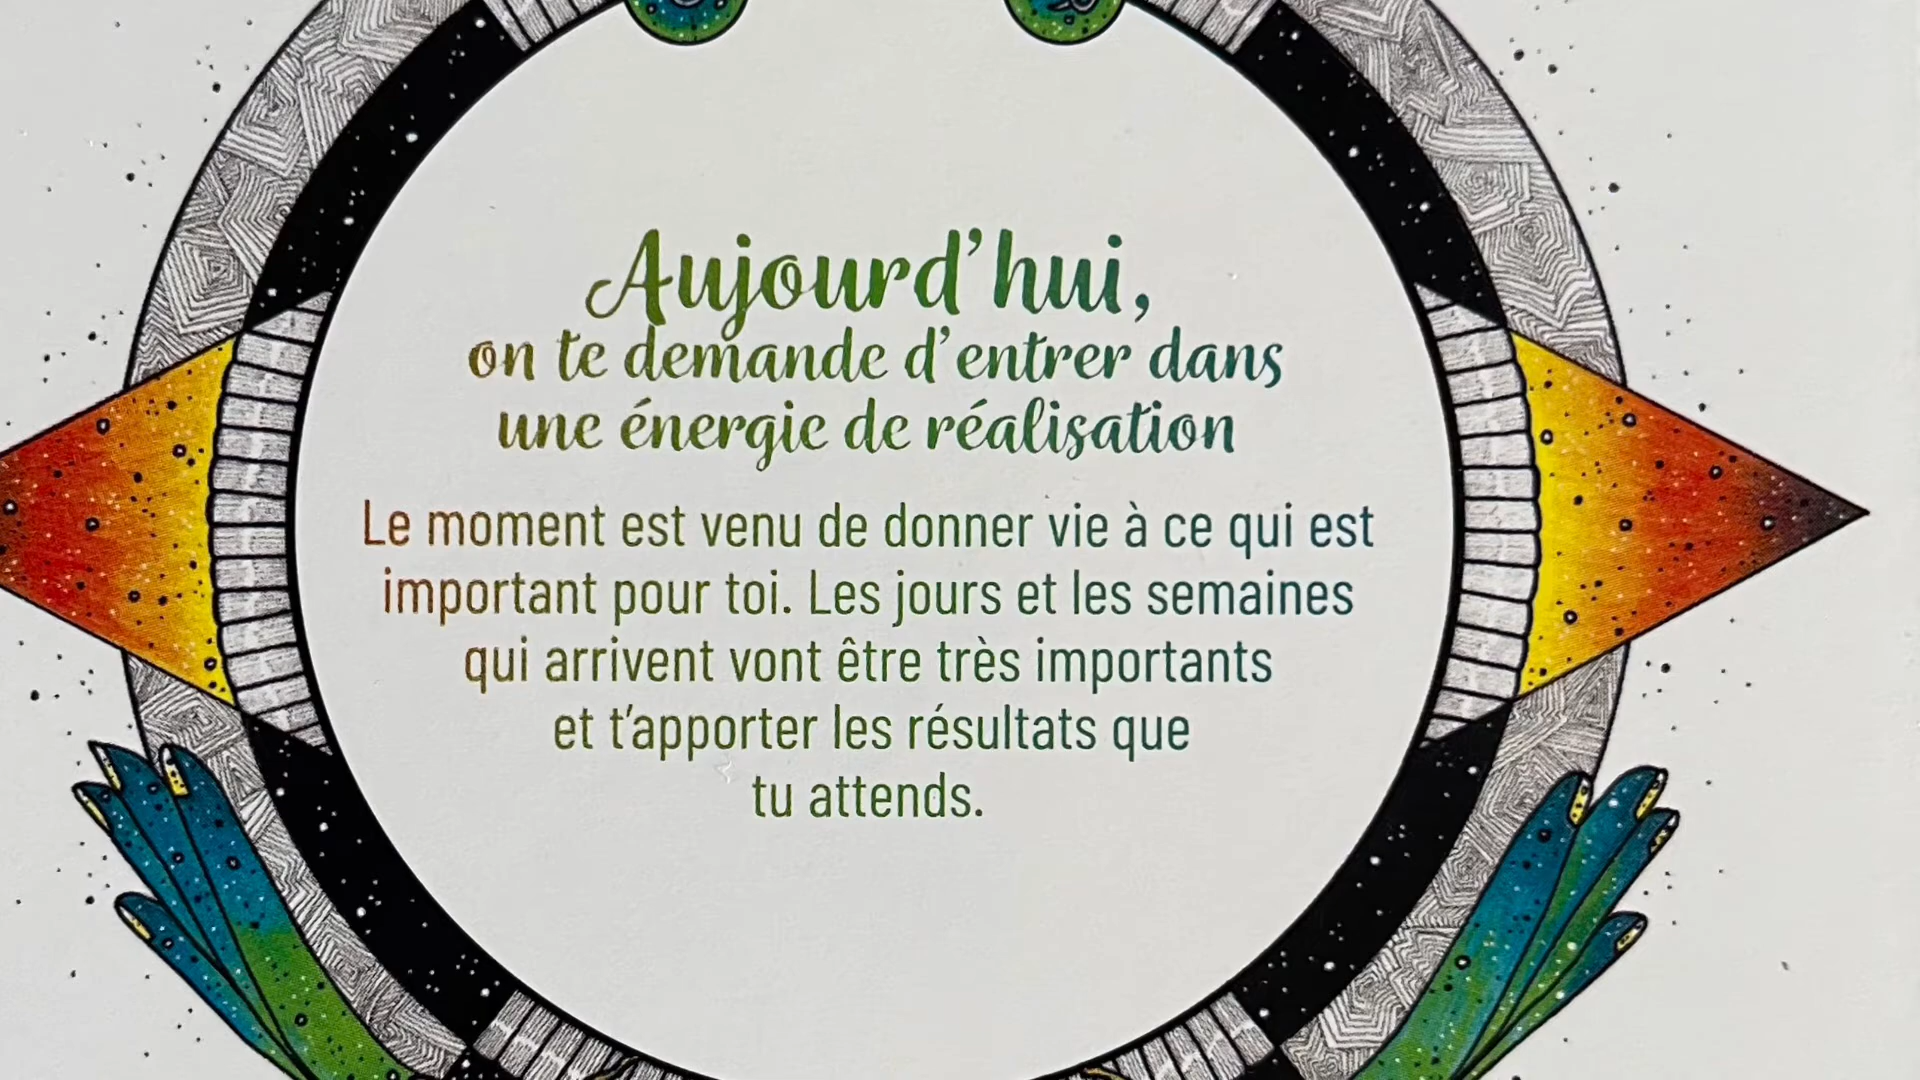 Aujourd'hui,
on te demande d'entrer dans
une énergie de réalisation
Le moment est venu de donner vie à ce qui est
important pour toi. Les jours et les semaines
qui arrivent vont être très importants
et t'apporter les résultats que
tu attends.